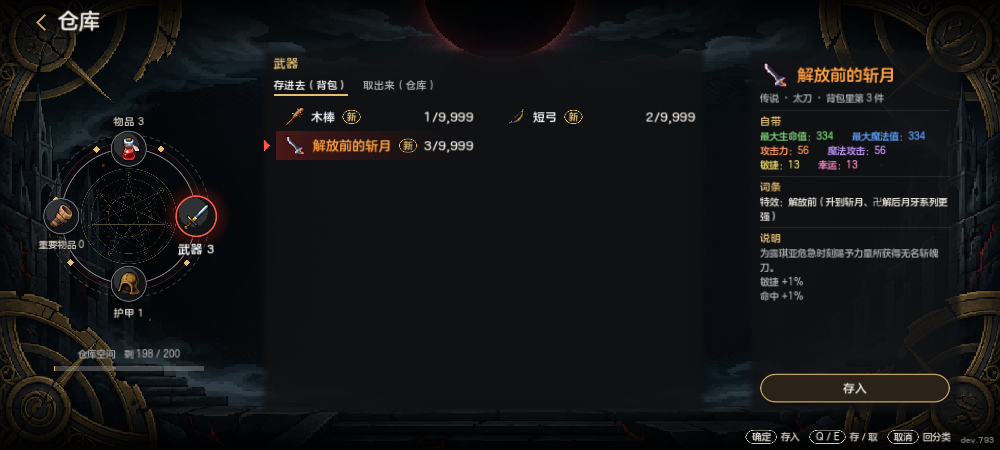 仓库
武器
存进去（背包） 取出来（仓库）
木棒 新 1/9,999
短弓 新 2/9,999
解放前的斩月 新 3/9,999
物品 3
重要物品 0
武器 3
护甲 1
仓库空间 剩 198 / 200
解放前的斩月
传说 · 太刀 · 背包里第 3 件
自带
最大生命值: 334 最大魔法值: 334
攻击力: 56 魔法攻击: 56
敏捷: 13 幸运: 13
词条
特效: 解放前（升到斩月、卍解后月牙系列更
强）
说明
为露琪亚危急时刻赐予力量所获得无名斩魄
刀。
敏捷 +1%
命中 +1%
存入
确定 存入 Q / E 存 / 取 取消 回分类
dev.793